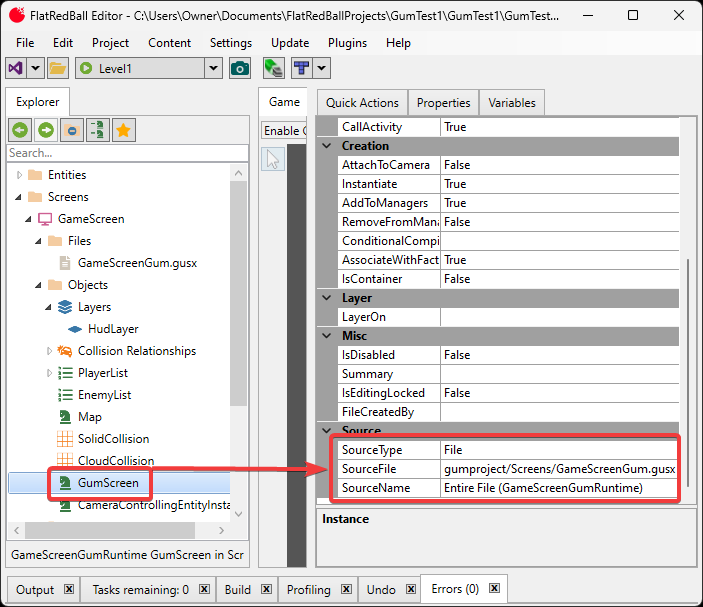 FlatRedBall Editor - C:\Users\Owner\Documents\FlatRedBallProjects\GumTest1\GumTest1\GumTest...
File Edit Project Content Settings Update Plugins Help
Level1
Explorer
Search...
Entities
Screens
GameScreen
Files
GameScreenGum.gusx
Objects
Layers
HudLayer
Collision Relationships
PlayerList
EnemyList
Map
SolidCollision
CloudCollision
GumScreen
CameraControllingEntityInsta
GameScreenGumRuntime GumScreen in Scr
Game
Enable
Quick Actions Properties Variables
CallActivity True
Creation
AttachToCamera False
Instantiate True
AddToManagers True
RemoveFromMana False
ConditionalCompi
AssociateWithFact True
IsContainer False
Layer
LayerOn
Misc
IsDisabled False
Summary
IsEditingLocked False
FileCreatedBy
Source
SourceType File
SourceFile gumproject/Screens/GameScreenGum.gusx
SourceName Entire File (GameScreenGumRuntime)
Instance
Output Tasks remaining: 0 Build Profiling Undo Errors (0)